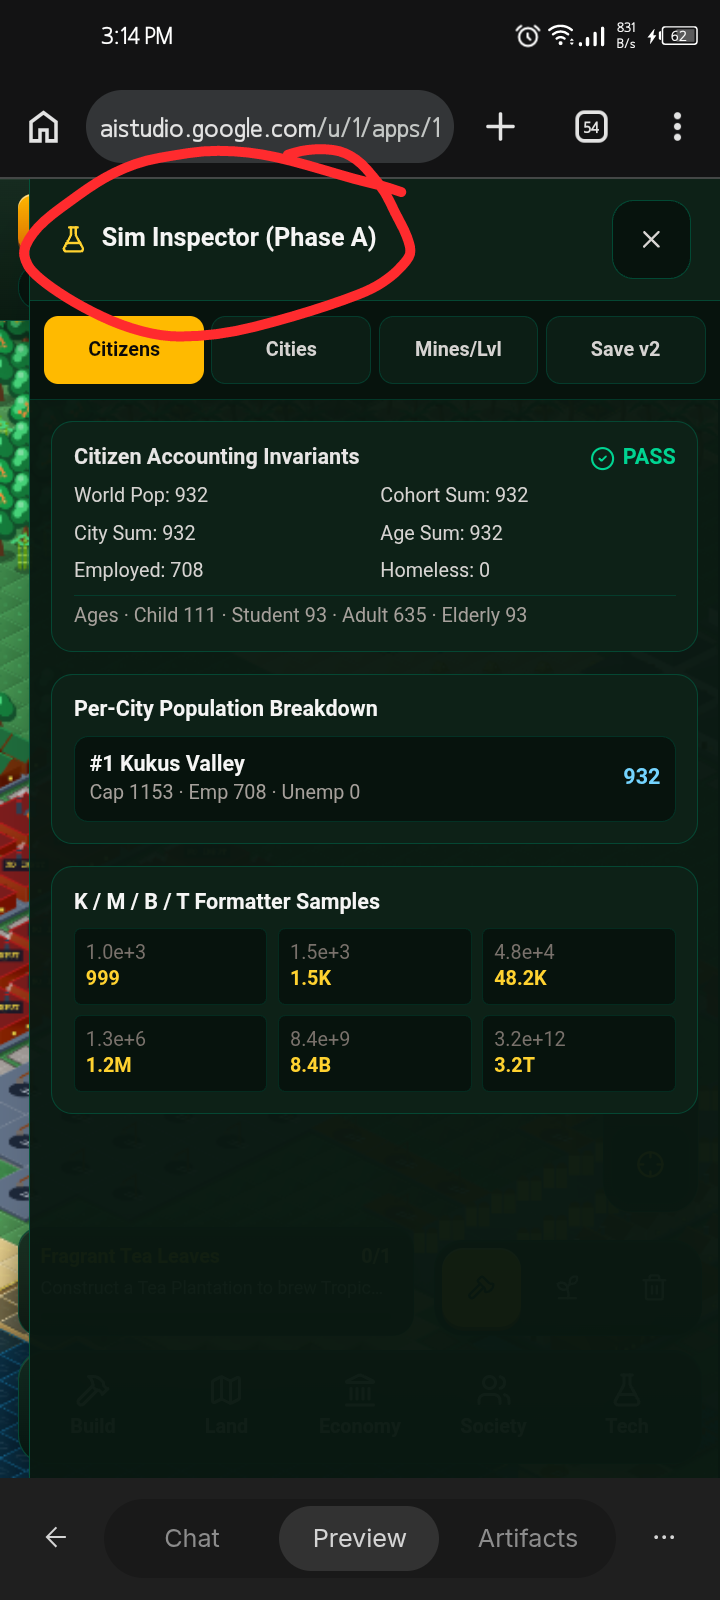 3:14 PM
831
B/s
62
aistudio.google.com/u/1/apps/1
54
Sim Inspector (Phase A)
Citizens Cities Mines/Lvl Save v2
Citizen Accounting Invariants PASS
World Pop: 932 Cohort Sum: 932
City Sum: 932 Age Sum: 932
Employed: 708 Homeless: 0
Ages · Child 111 · Student 93 · Adult 635 · Elderly 93
Per-City Population Breakdown
#1 Kukus Valley
932
Cap 1153 · Emp 708 · Unemp 0
K / M / B / T Formatter Samples
1.0e+3 1.5e+3 4.8e+4
999 1.5K 48.2K
1.3e+6 8.4e+9 3.2e+12
1.2M 8.4B 3.2T
Fragrant Tea Leaves 0/1
Construct a Tea Plantation to brew Tropic...
Build Land Economy Society Tech
Chat Preview Artifacts